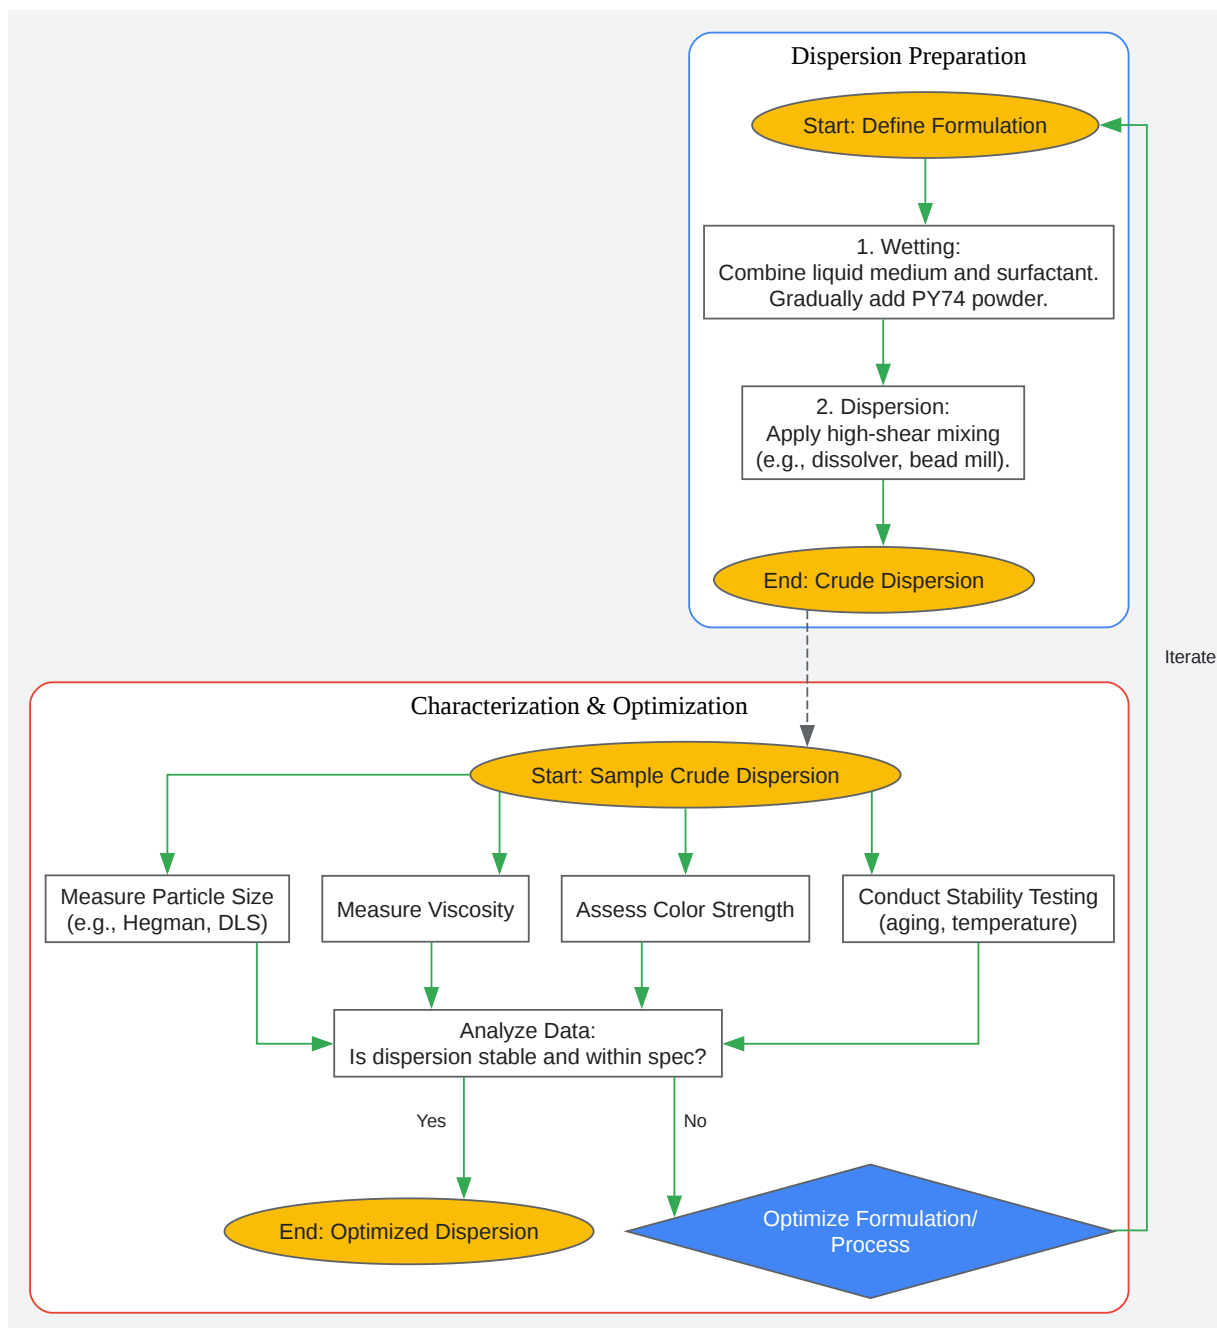 Dispersion Preparation
Start: Define Formulation
1. Wetting:
Combine liquid medium and surfactant.
Gradually add PY74 powder.
2. Dispersion:
Apply high-shear mixing
(e.g., dissolver, bead mill).
End: Crude Dispersion
Iterate
Characterization & Optimization
Start: Sample Crude Dispersion
Measure Particle Size
(e.g., Hegman, DLS)
Measure Viscosity
Assess Color Strength
Conduct Stability Testing
(aging, temperature)
Analyze Data:
Is dispersion stable and within spec?
Yes
No
End: Optimized Dispersion
Optimize Formulation/
Process